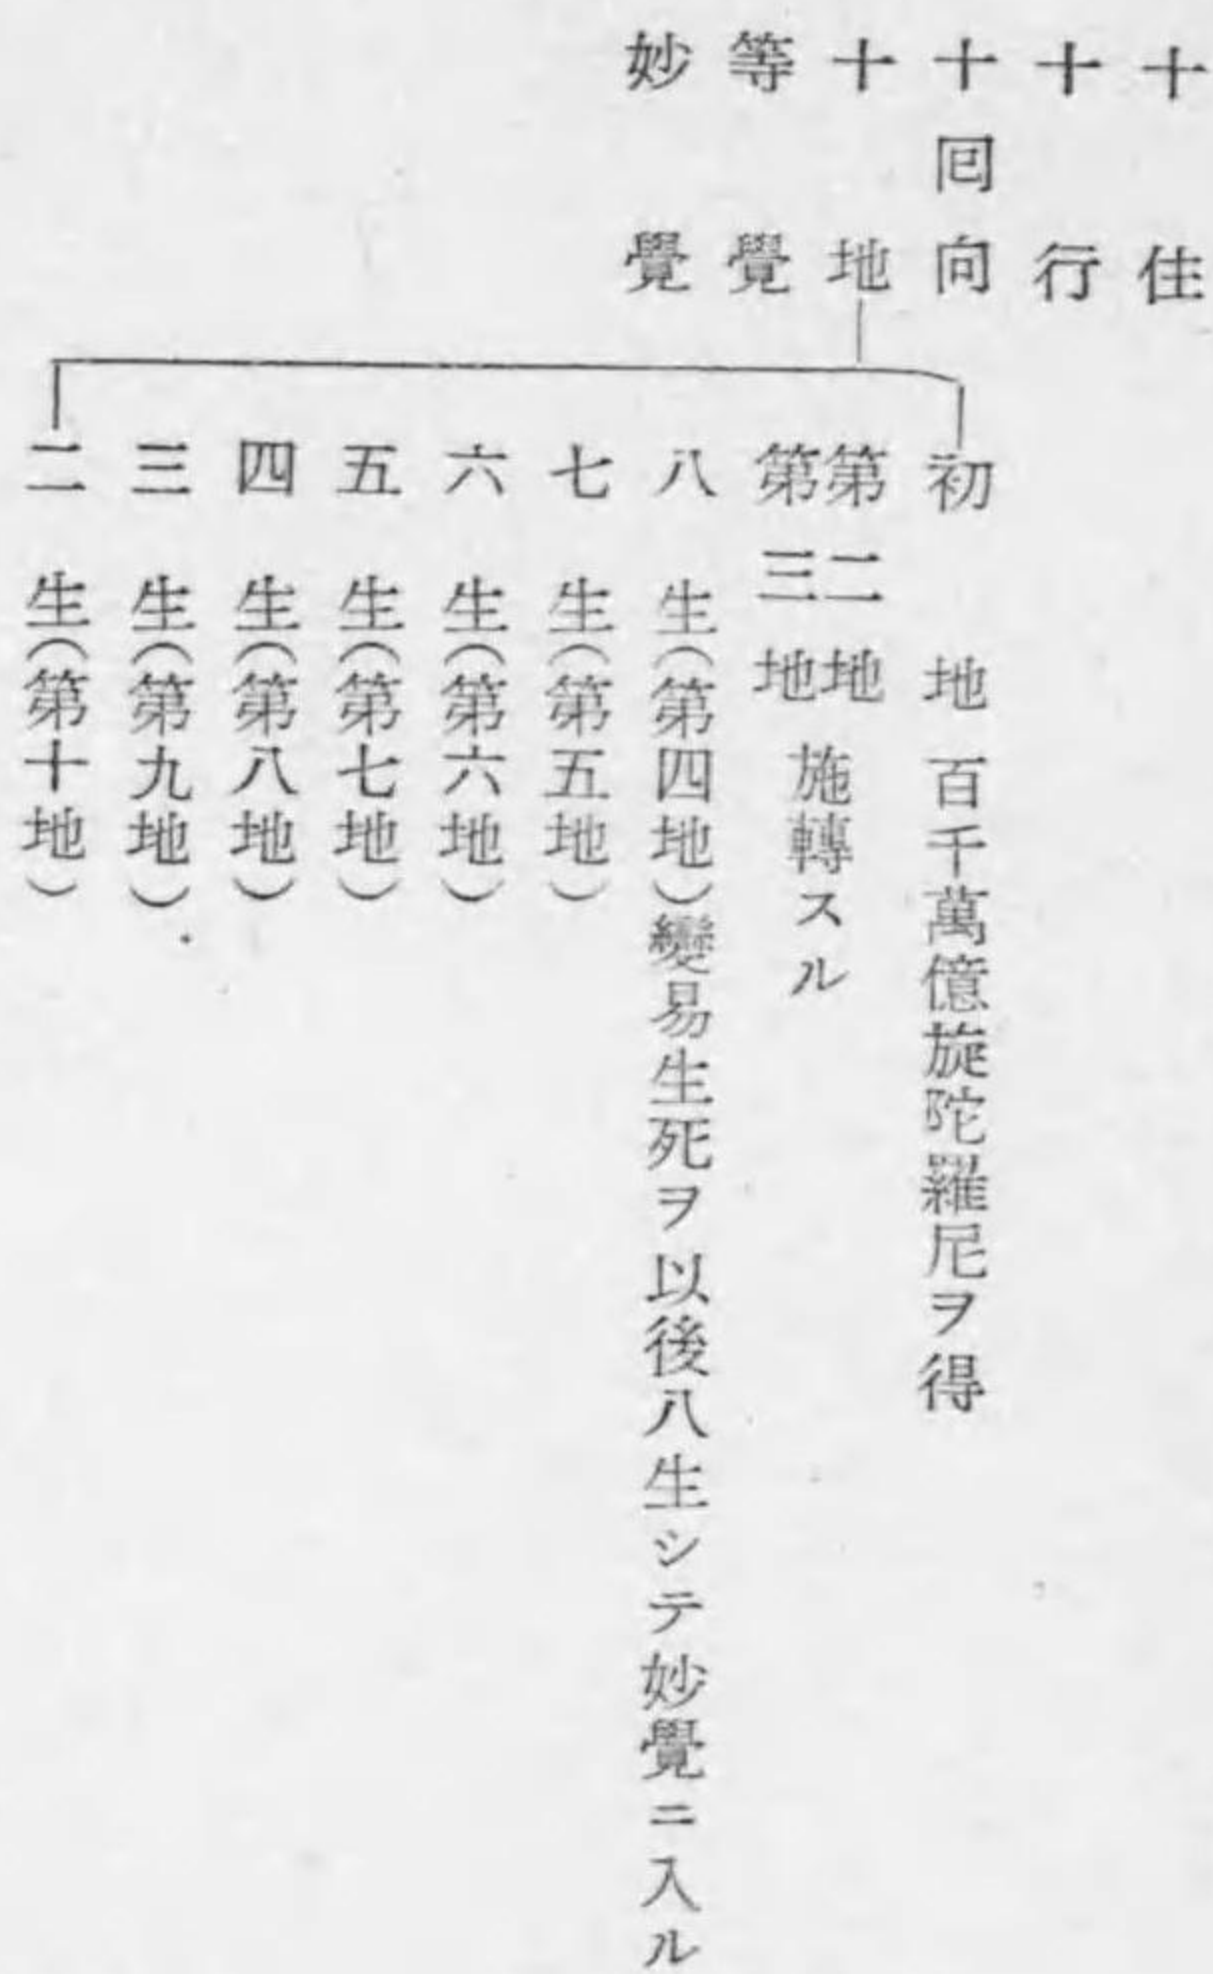 十住
十行
十回向
十地
等覺
妙覺
初地 百千萬億旋陀羅尼ヲ得
第二地
第三地
施轉スル
八生(第四地)變易生死ヲ以後八生シテ妙覺ニ入ル
七生(第五地)
六生(第六地)
五生(第七地)
四生(第八地)
三生(第九地)
二生(第十地)